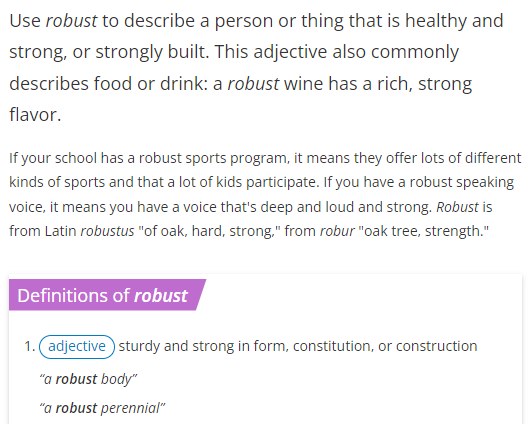 Use robust to describe a person or thing that is healthy and
strong, or strongly built. This adjective also commonly
describes food or drink: a robust wine has a rich, strong
flavor.
If your school has a robust sports program, it means they offer lots of different
kinds of sports and that a lot of kids participate. If you have a robust speaking
voice, it means you have a voice that's deep and loud and strong. Robust is
from Latin robustus "of oak, hard, strong," from robur "oak tree, strength."
Definitions of robust
1. adjective sturdy and strong in form, constitution, or construction
“a robust body”
“a robust perennial”